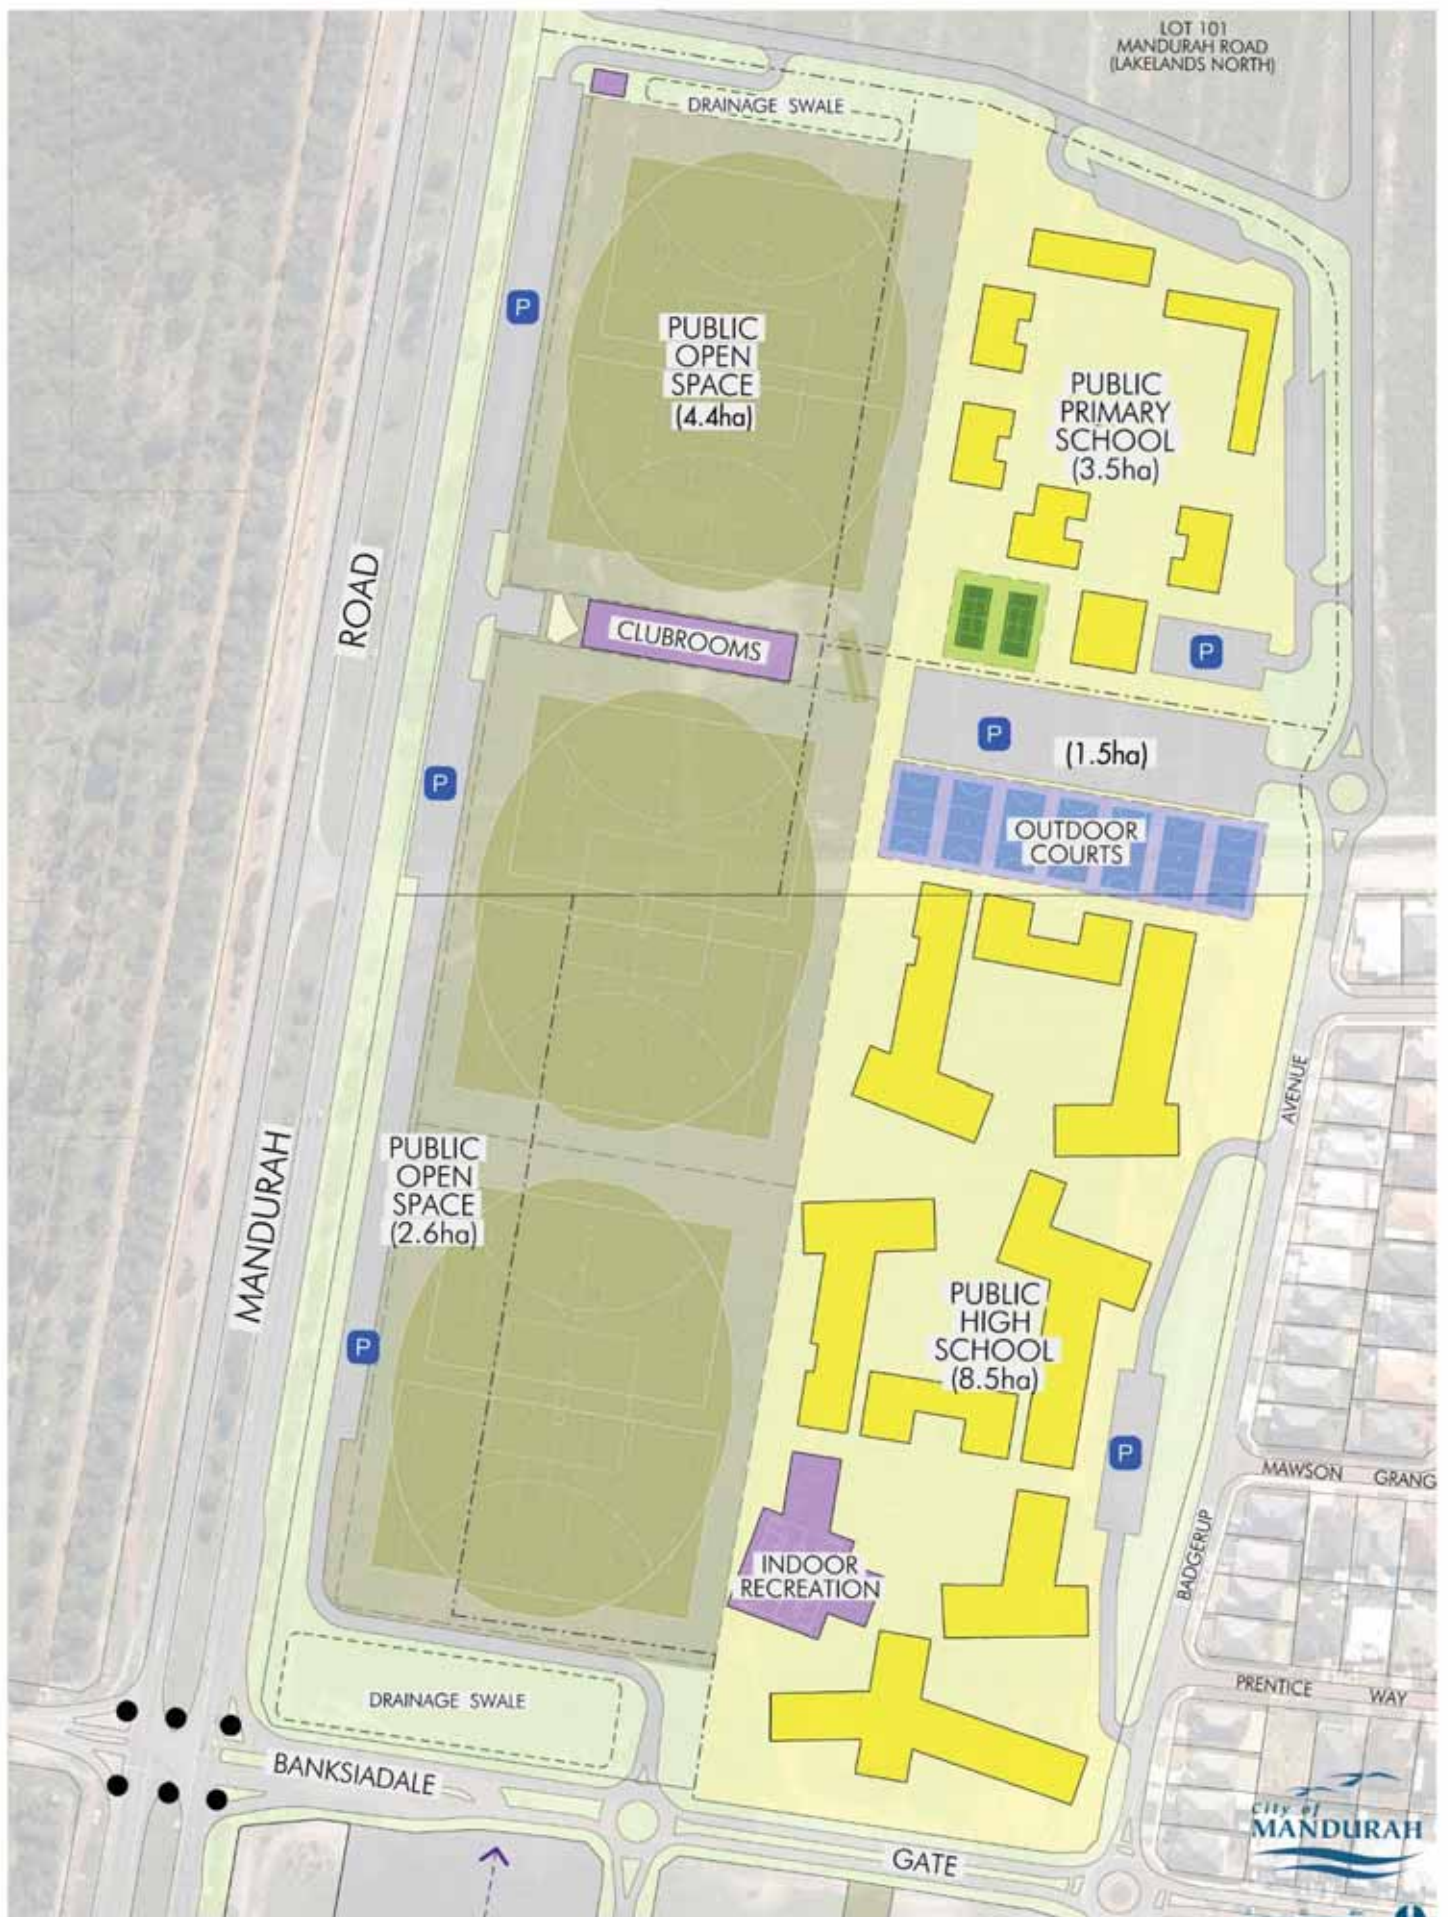 LOT 101
MANDURAH ROAD
(LAKELANDS NORTH)
DRAINAGE SWALE
P
PUBLIC
OPEN
SPACE
(4.4ha)
PUBLIC
PRIMARY
SCHOOL
(3.5ha)
ROAD
CLUBROOMS
P
P
(1.5ha)
P
OUTDOOR
COURTS
AVENUE
MANDURAH
PUBLIC
OPEN
SPACE
(2.6ha)
PUBLIC
HIGH
SCHOOL
(8.5ha)
P
P
MAWSON GRANG
BADGERUP
INDOOR
RECREATION
PRENTICE WAY
DRAINAGE SWALE
BANKSIADALE
GATE
City of
MANDURAH